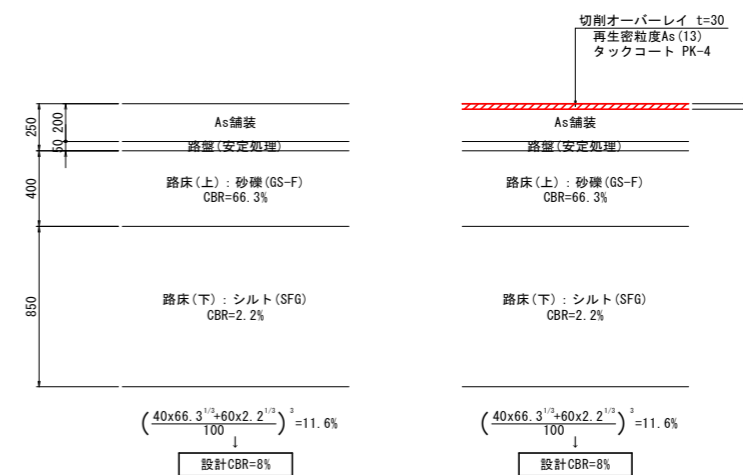 切削オーバーレイ t=30
再生密粒度As(13)
タックコート PK-4
250
200
50
400
850
As舗装
路盤(安定処理)
路床(上)：砂礫(GS-F)
CBR=66.3%
路床(下)：シルト(SFG)
CBR=2.2%
(40x66.3^1/3+60x2.2^1/3/100)^3=11.6%
↓
設計CBR=8%
As舗装
路盤(安定処理)
路床(上)：砂礫(GS-F)
CBR=66.3%
路床(下)：シルト(SFG)
CBR=2.2%
(40x66.3^1/3+60x2.2^1/3/100)^3=11.6%
↓
設計CBR=8%